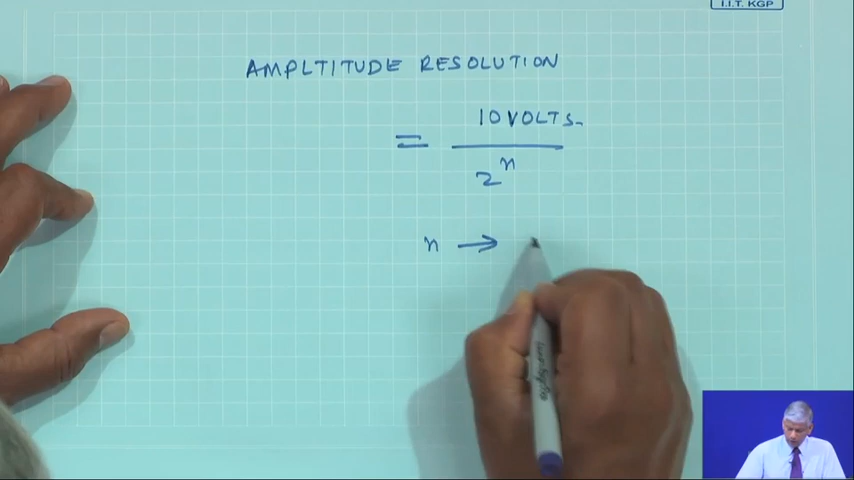 I.I.T. KGP
AMPLTITUDE RESOLUTION
= 10 VOLTS
2^n
n →